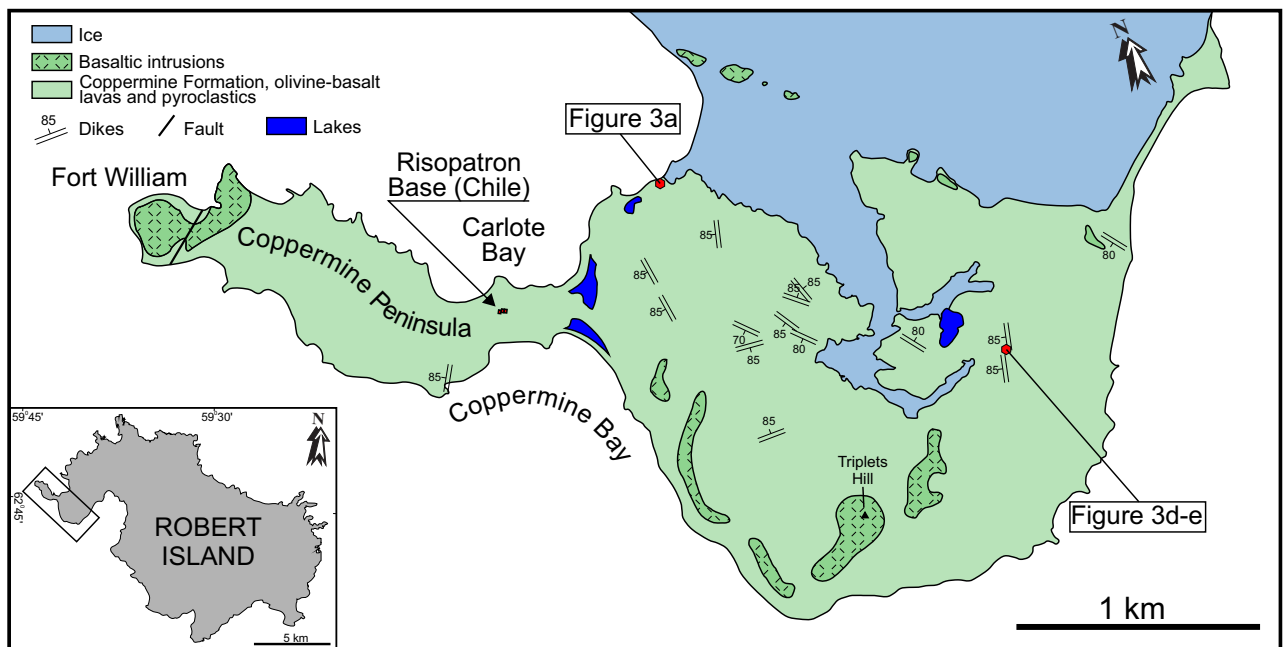 Ice
Basaltic intrusions
Coppermine Formation, olivine-basalt
lavas and pyroclastics
85
Dikes
Fault
Lakes
N
Figure 3a
Fort William
Risopatron
Base (Chile)
Carlote
Bay
Coppermine Peninsula
Coppermine Bay
85
85
85
85
85
85
70
85
85
80
80
80
85
85
85
Triplets
Hill
Figure 3d-e
1 km
59°45'
59°30'
N
62°45'
ROBERT
ISLAND
5 km